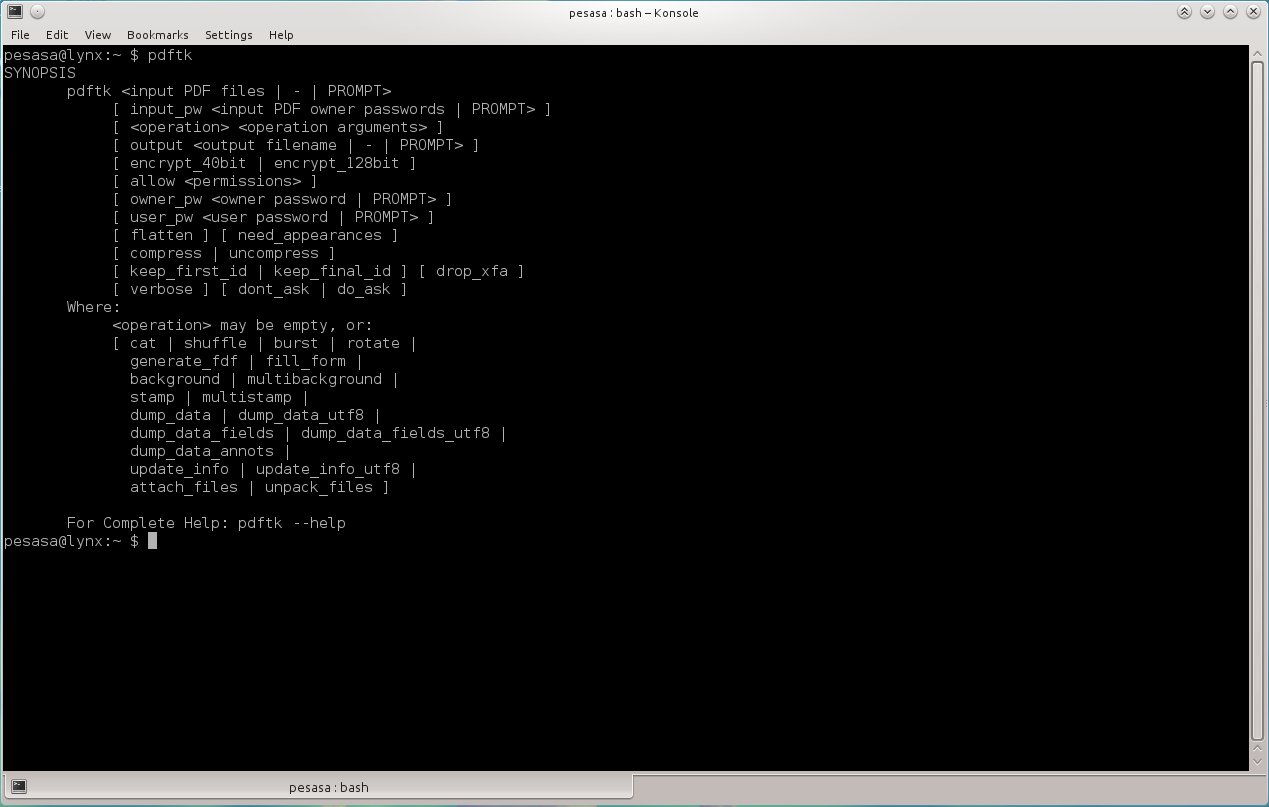 pesasa : bash – Konsole
File Edit View Bookmarks Settings Help
pesasa@lynx:~ $ pdftk
SYNOPSIS
       pdftk <input PDF files | - | PROMPT>
            [ input_pw <input PDF owner passwords | PROMPT> ]
            [ <operation> <operation arguments> ]
            [ output <output filename | - | PROMPT> ]
            [ encrypt_40bit | encrypt_128bit ]
            [ allow <permissions> ]
            [ owner_pw <owner password | PROMPT> ]
            [ user_pw <user password | PROMPT> ]
            [ flatten ] [ need_appearances ]
            [ compress | uncompress ]
            [ keep_first_id | keep_final_id ] [ drop_xfa ]
            [ verbose ] [ dont_ask | do_ask ]
       Where:
            <operation> may be empty, or:
            [ cat | shuffle | burst | rotate |
              generate_fdf | fill_form |
              background | multibackground |
              stamp | multistamp |
              dump_data | dump_data_utf8 |
              dump_data_fields | dump_data_fields_utf8 |
              dump_data_annots |
              update_info | update_info_utf8 |
              attach_files | unpack_files ]

       For Complete Help: pdftk --help
pesasa@lynx:~ $
pesasa : bash